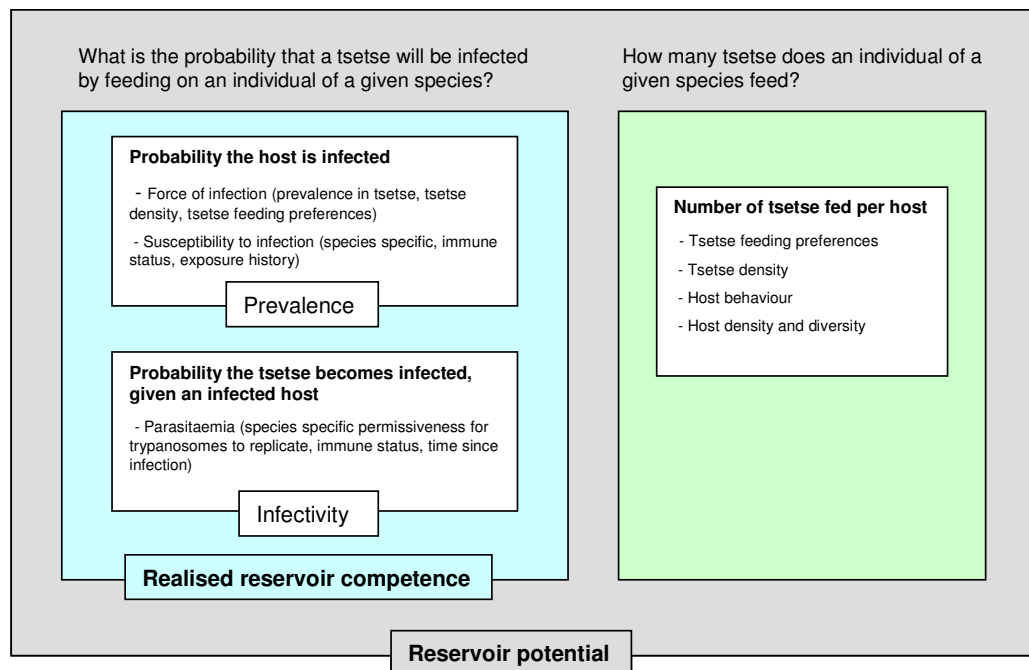 What is the probability that a tsetse will be infected
by feeding on an individual of a given species?
How many tsetse does an individual of a
given species feed?
Probability the host is infected
- Force of infection (prevalence in tsetse, tsetse
density, tsetse feeding preferences)
- Susceptibility to infection (species specific, immune
status, exposure history)
Prevalence
Probability the tsetse becomes infected,
given an infected host
- Parasitaemia (species specific permissiveness for
trypanosomes to replicate, immune status, time since
infection)
Infectivity
Realised reservoir competence
Number of tsetse fed per host
- Tsetse feeding preferences
- Tsetse density
- Host behaviour
- Host density and diversity
Reservoir potential